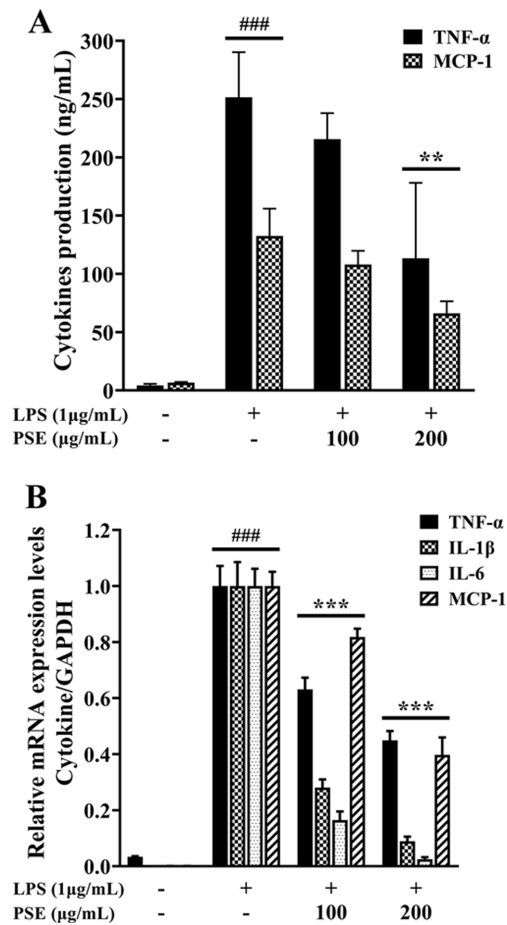 A
###
TNF-α
MCP-1
Cytokines production (ng/mL)
300
250
200
150
100
50
0
**
LPS (1μg/mL) - + + +
PSE (μg/mL) - - 100 200
B
###
TNF-α
IL-1β
IL-6
MCP-1
Relative mRNA expression levels
Cytokine/GAPDH
1.2
1.0
0.8
0.6
0.4
0.2
0.0
***
***
LPS (1μg/mL) - + + +
PSE (μg/mL) - - 100 200